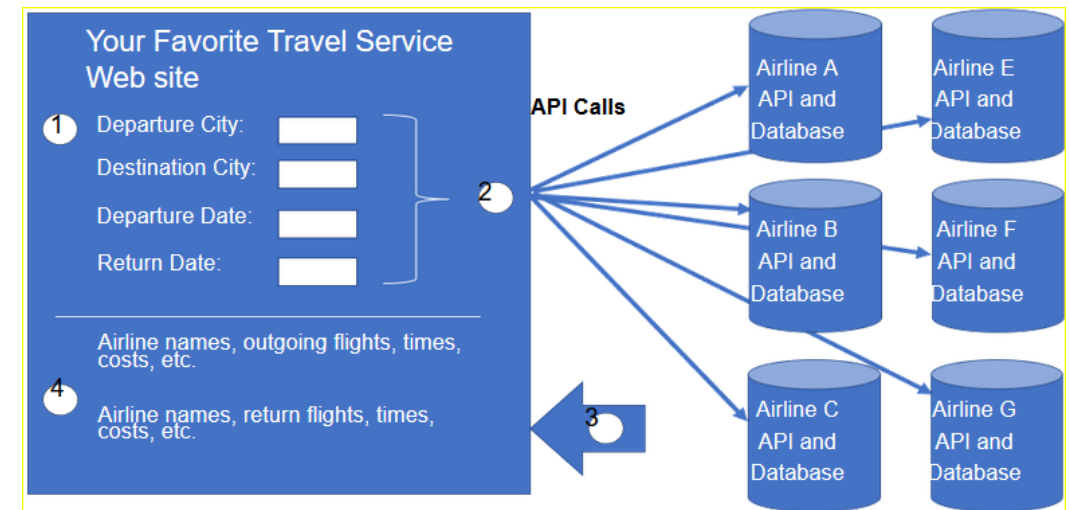 Your Favorite Travel Service
Web site
1
Departure City:
Destination City:
Departure Date:
Return Date:
2
API Calls
Airline A
API and
Database
Airline E
API and
Database
Airline B
API and
Database
Airline F
API and
Database
Airline C
API and
Database
Airline G
API and
Database
3
4
Airline names, outgoing flights, times,
costs, etc.
Airline names, return flights, times,
costs, etc.